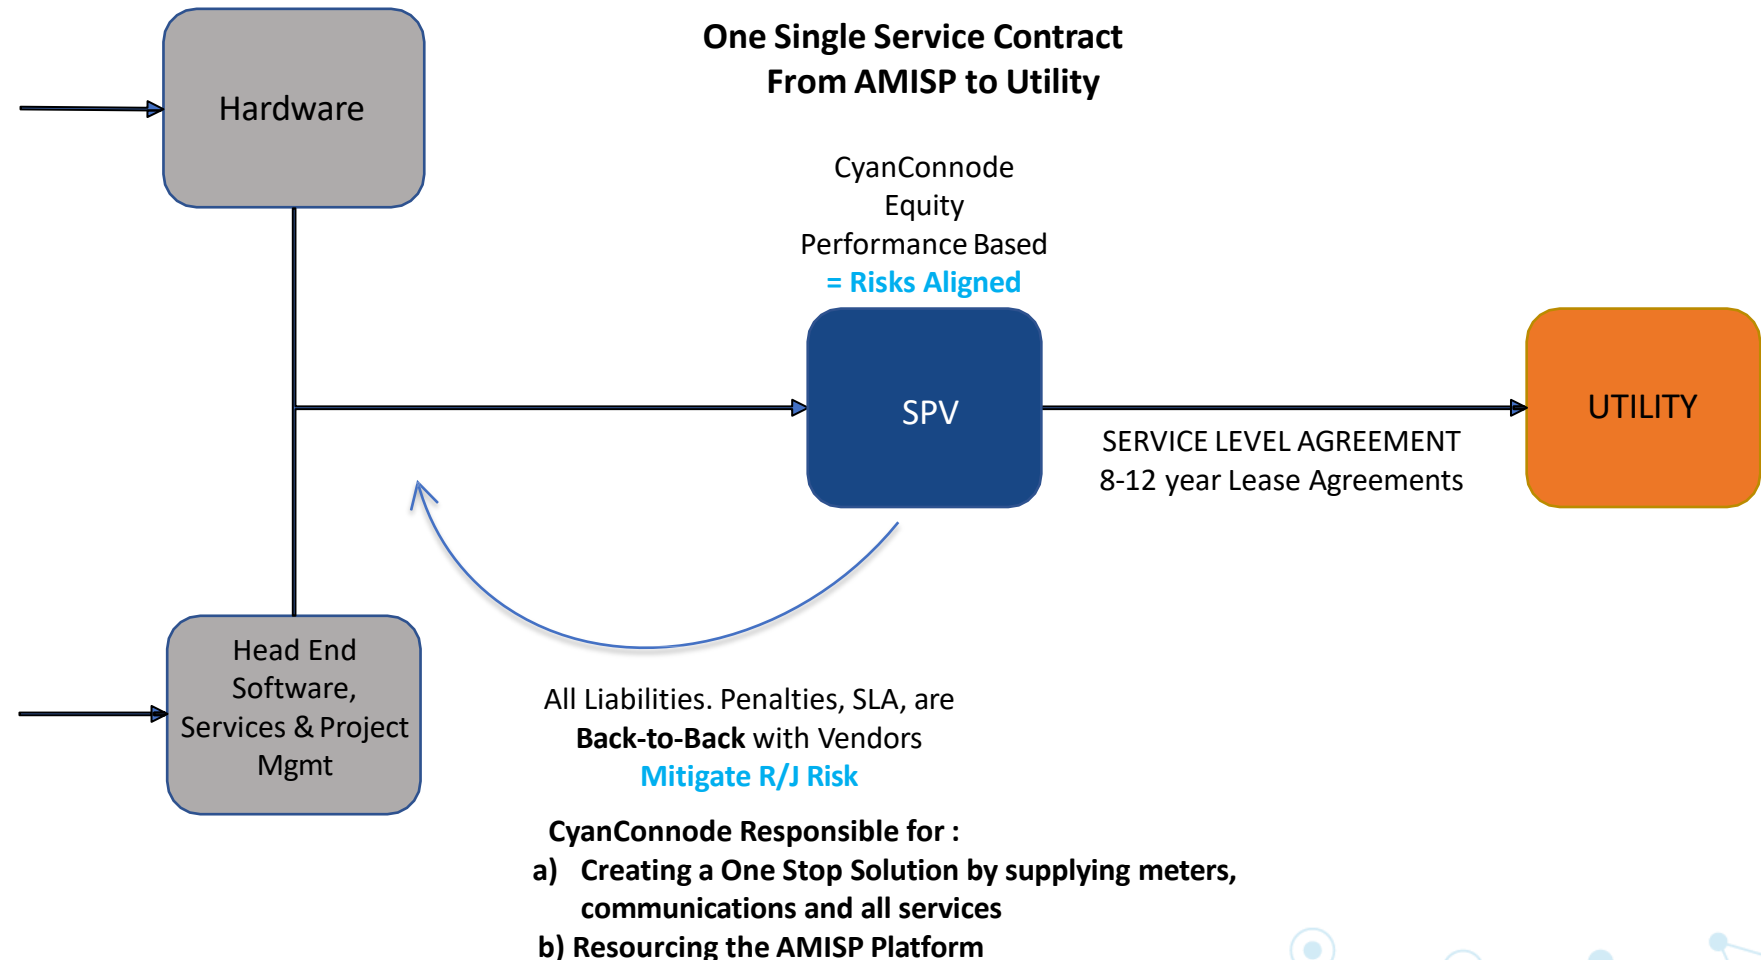 One Single Service Contract
From AMISP to Utility
Hardware
CyanConnode
Equity
Performance Based
= Risks Aligned
SPV
UTILITY
SERVICE LEVEL AGREEMENT
8-12 year Lease Agreements
Head End
Software,
Services & Project
Mgmt
All Liabilities. Penalties, SLA, are
Back-to-Back with Vendors
Mitigate R/J Risk
CyanConnode Responsible for :
a) Creating a One Stop Solution by supplying meters,
communications and all services
b) Resourcing the AMISP Platform